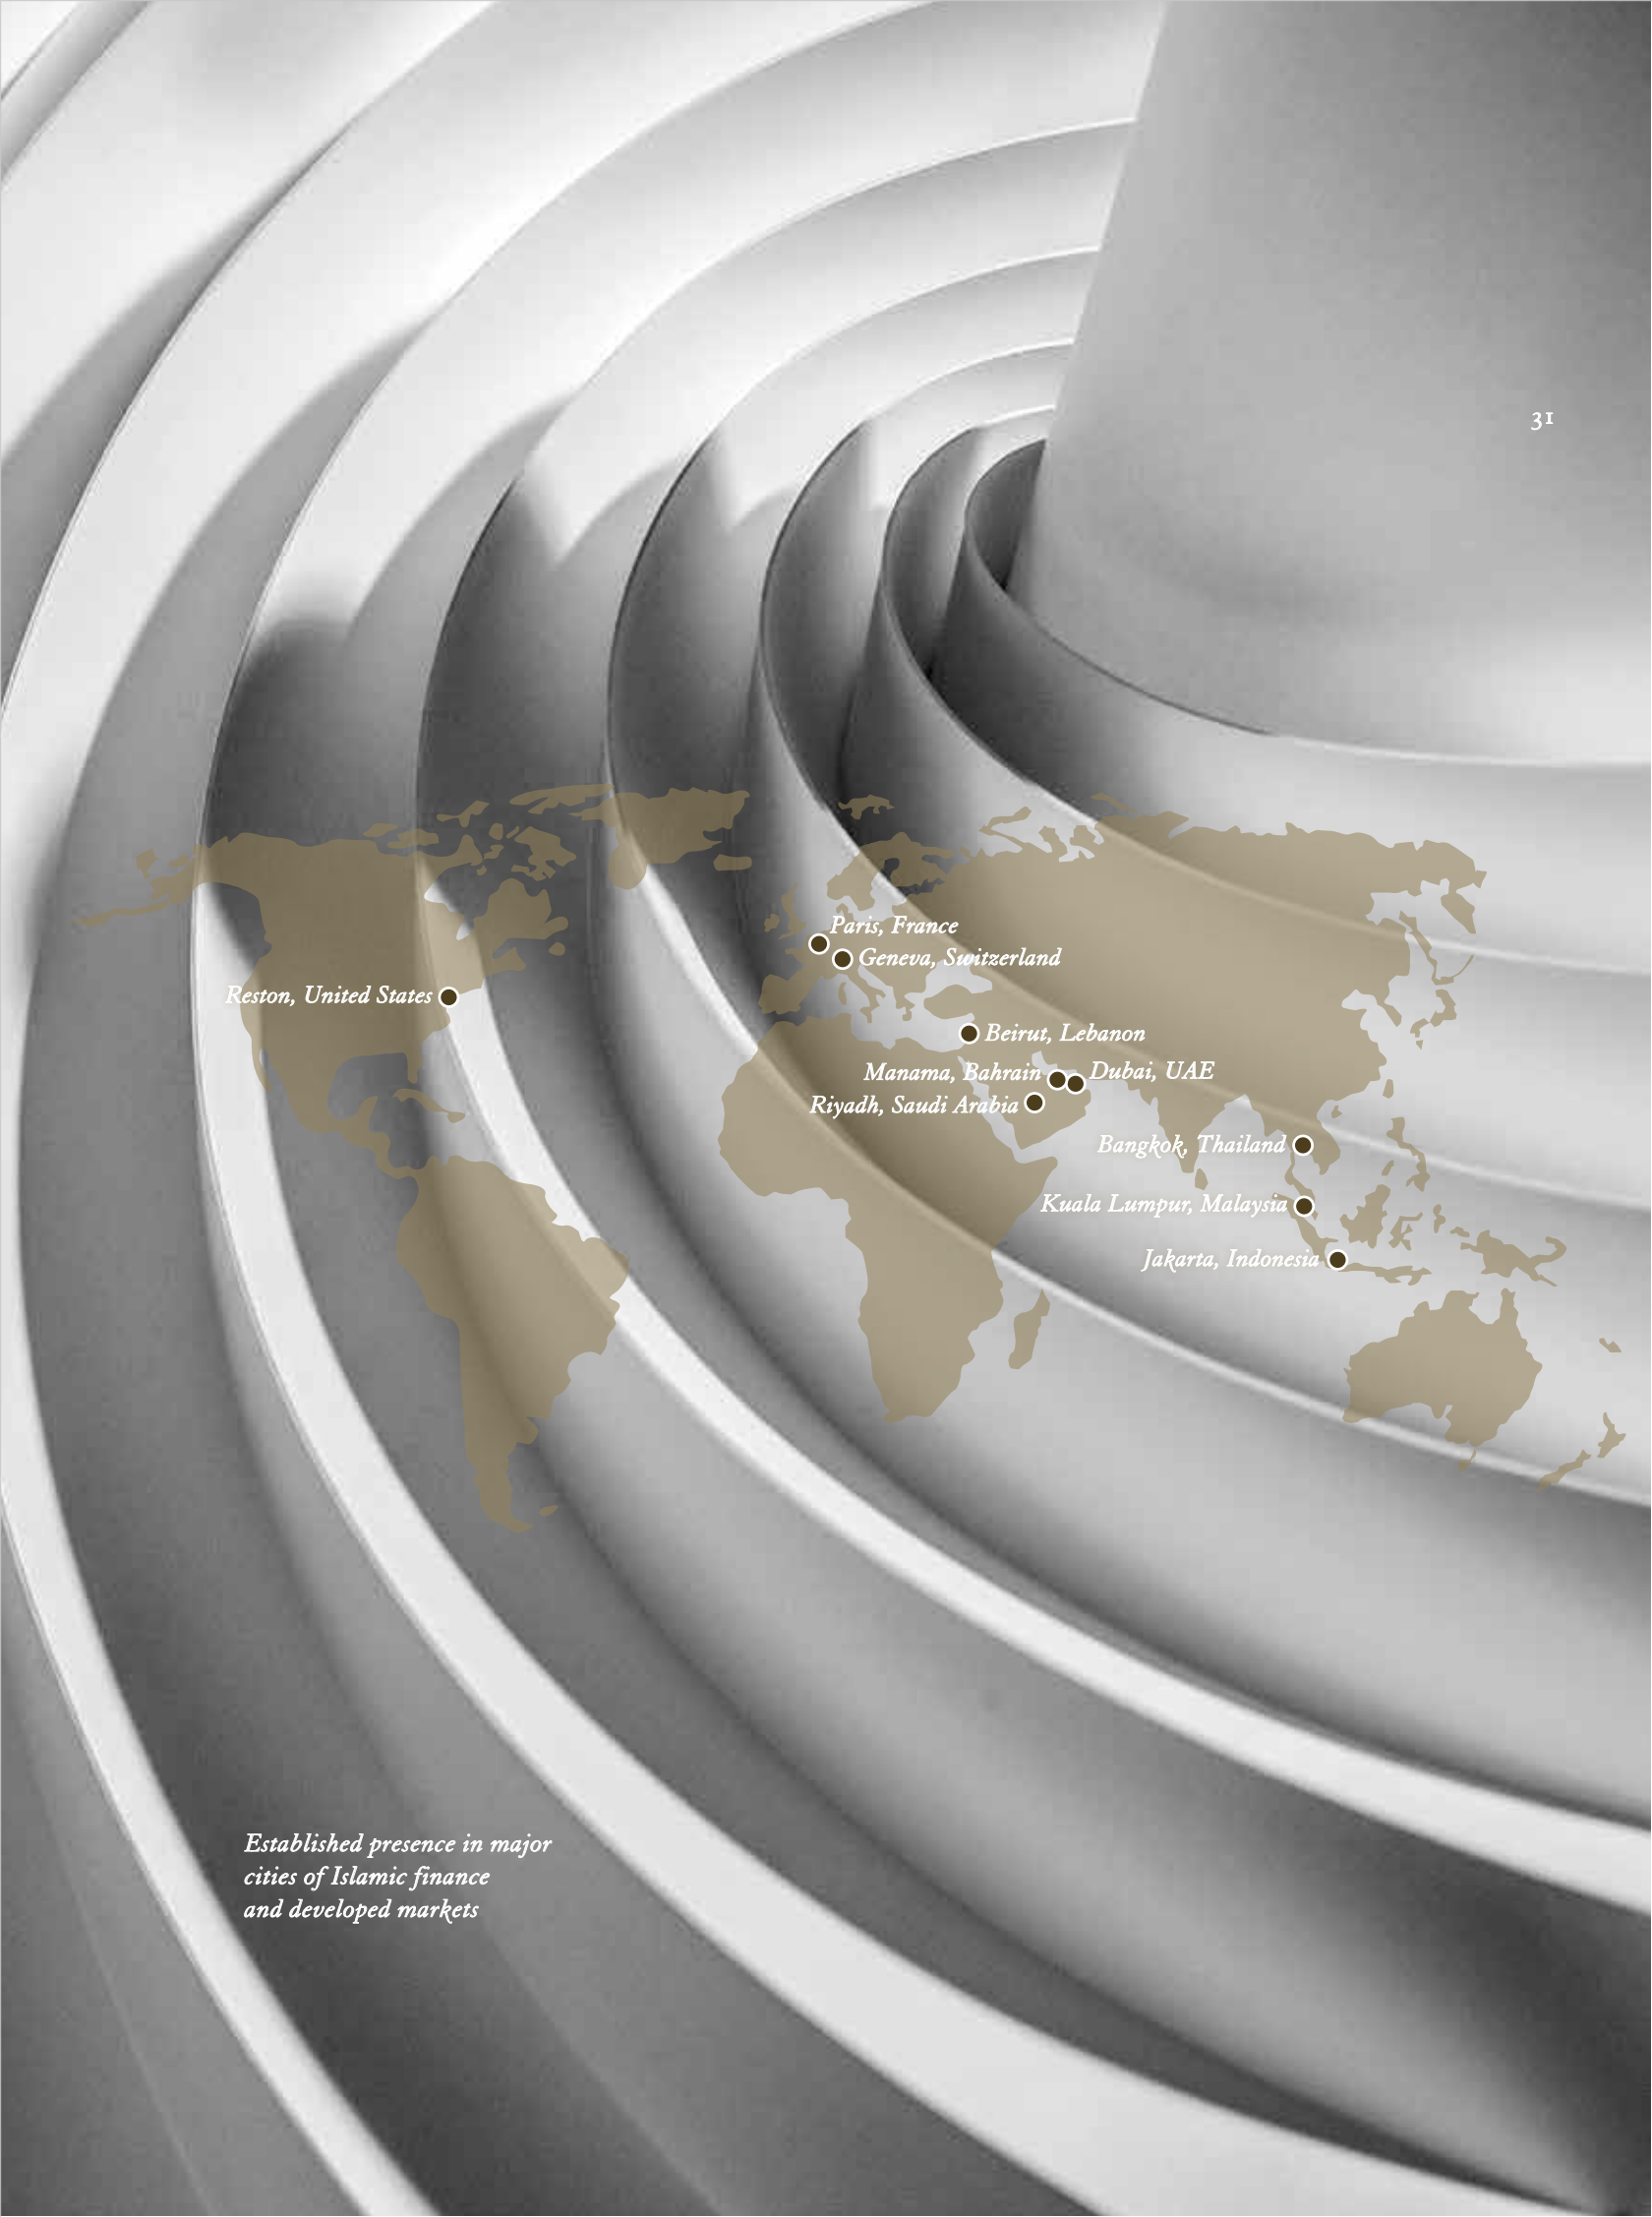 31
Paris, France
Geneva, Switzerland
Reston, United States
Beirut, Lebanon
Manama, Bahrain
Dubai, UAE
Riyadh, Saudi Arabia
Bangkok, Thailand
Kuala Lumpur, Malaysia
Jakarta, Indonesia
Established presence in major
cities of Islamic finance
and developed markets